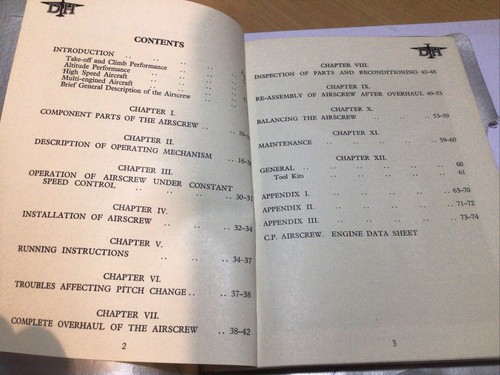 DH
CONTENTS
INTRODUCTION .. .. .. ..
Take-off and Climb Performance .. ..
Altitude Performance .. .. ..
High Speed Aircraft .. .. ..
Multi-engined Aircraft .. .. ..
Brief General Description of the Airscrew ..
CHAPTER I.
COMPONENT PARTS OF THE AIRSCREW ..
CHAPTER II.
DESCRIPTION OF OPERATING MECHANISM ..
CHAPTER III.
OPERATION OF AIRSCREW UNDER CONSTANT
SPEED CONTROL .. .. .. .. 30-31
CHAPTER IV.
INSTALLATION OF AIRSCREW .. .. 32-34
CHAPTER V.
RUNNING INSTRUCTIONS .. .. .. 34-37
CHAPTER VI.
TROUBLES AFFECTING PITCH CHANGE .. .. 37-38
CHAPTER VII.
COMPLETE OVERHAUL OF THE AIRSCREW .. 38-42
2
DH
CHAPTER VIII.
INSPECTION OF PARTS AND RECONDITIONING 42-48
CHAPTER IX.
RE-ASSEMBLY OF AIRSCREW AFTER OVERHAUL 49-53
CHAPTER X.
BALANCING THE AIRSCREW .. .. .. 53-59
CHAPTER XI.
MAINTENANCE .. .. .. .. 59-60
CHAPTER XII.
GENERAL .. .. .. .. .. 60
Tool Kits .. .. .. .. 61
APPENDIX I. .. .. .. .. 63-70
APPENDIX II. .. .. .. .. 71-72
APPENDIX III. .. .. .. .. 73-74
C.P. AIRSCREW. ENGINE DATA SHEET
3